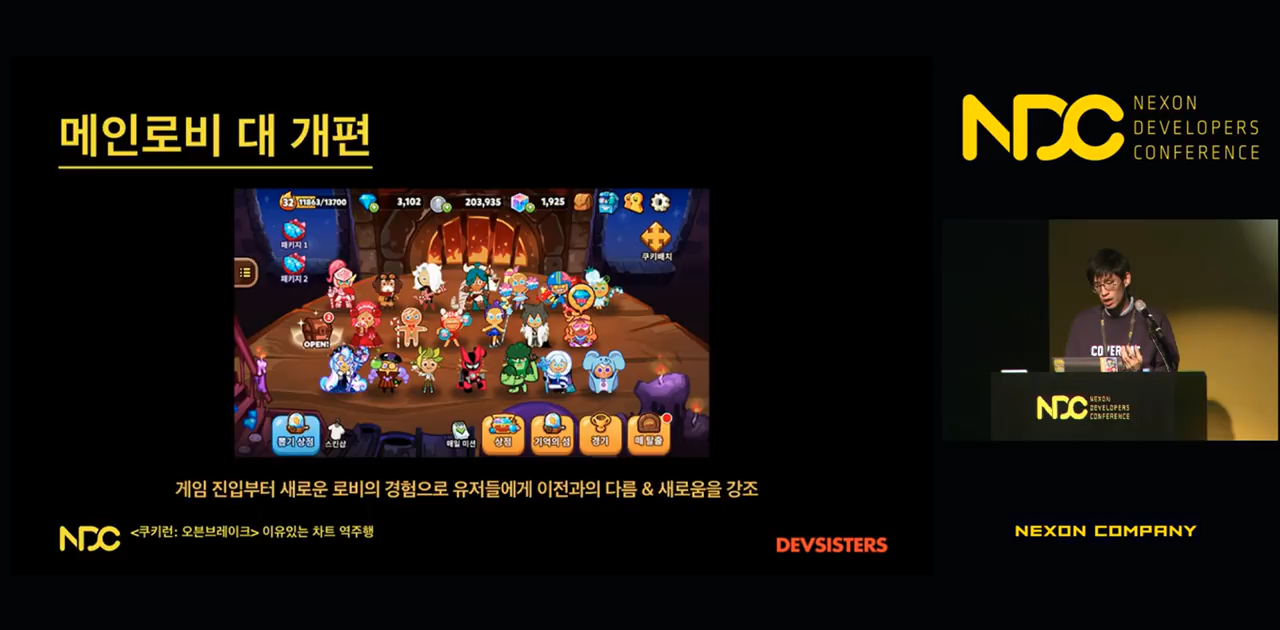 메인로비 대 개편
32 11863/13700 3,102 203,935 1,925
패키지 1
패키지 2
쿠키배치
3
OPEN!
뽑기 상점
스킨샵
매일 미션
상점
기억의 섬
경기
떼탈출
게임 진입부터 새로운 로비의 경험으로 유저들에게 이전과의 다름 & 새로움을 강조
NDC
<쿠키런: 오븐브레이크> 이유있는 차트 역주행
DEVSISTERS
NDC
NEXON
DEVELOPERS
CONFERENCE
NDC
NEXON
DEVELOPERS
CONFERENCE
NEXON COMPANY